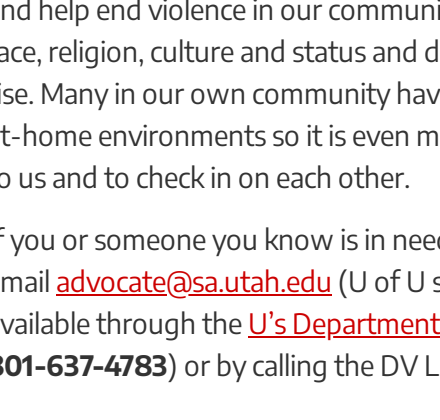 nd help end violence in our communi
ace, religion, culture and status and d
ise. Many in our own community hav
t-home environments so it is even m
o us and to check in on each other.
f you or someone you know is in need
mail advocate@sa.utah.edu (U of U s
vailable through the U's Department
801-637-4783) or by calling the DV L